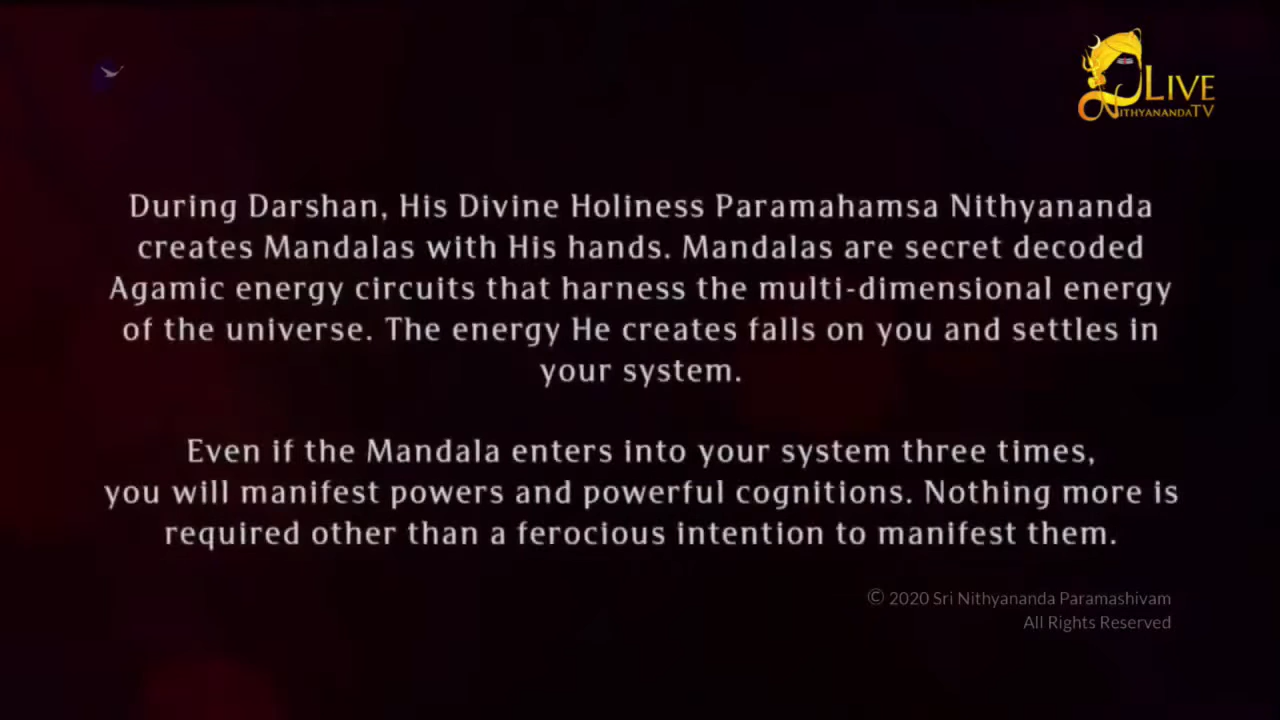 LIVE
NITHYANANDATV
During Darshan, His Divine Holiness Paramahamsa Nithyananda
creates Mandalas with His hands. Mandalas are secret decoded
Agamic energy circuits that harness the multi-dimensional energy
of the universe. The energy He creates falls on you and settles in
your system.
Even if the Mandala enters into your system three times,
you will manifest powers and powerful cognitions. Nothing more is
required other than a ferocious intention to manifest them.
© 2020 Sri Nithyananda Paramashivam
All Rights Reserved